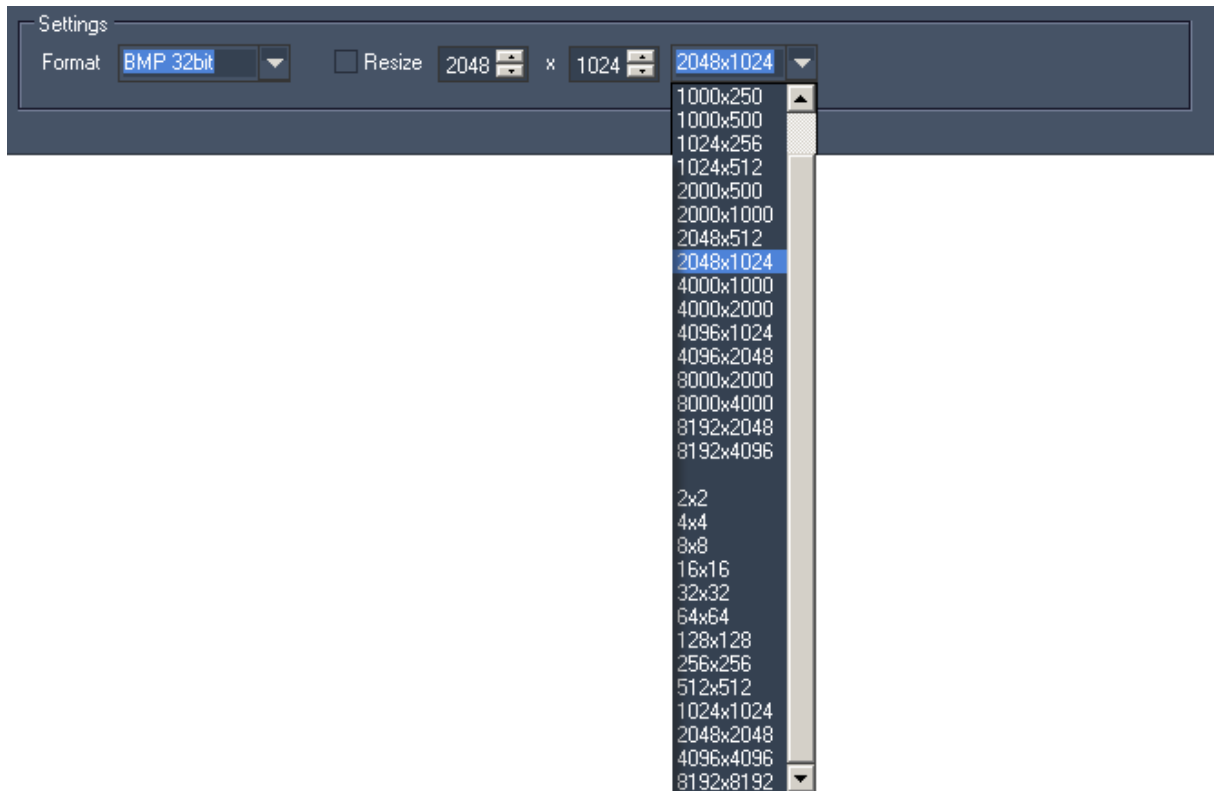 Settings
Format BMP 32bit Resize 2048 x 1024 2048x1024
1000x250
1000x500
1024x256
1024x512
2000x500
2000x1000
2048x512
2048x1024
4000x1000
4000x2000
4096x1024
4096x2048
8000x2000
8000x4000
8192x2048
8192x4096
2x2
4x4
8x8
16x16
32x32
64x64
128x128
256x256
512x512
1024x1024
2048x2048
4096x4096
8192x8192